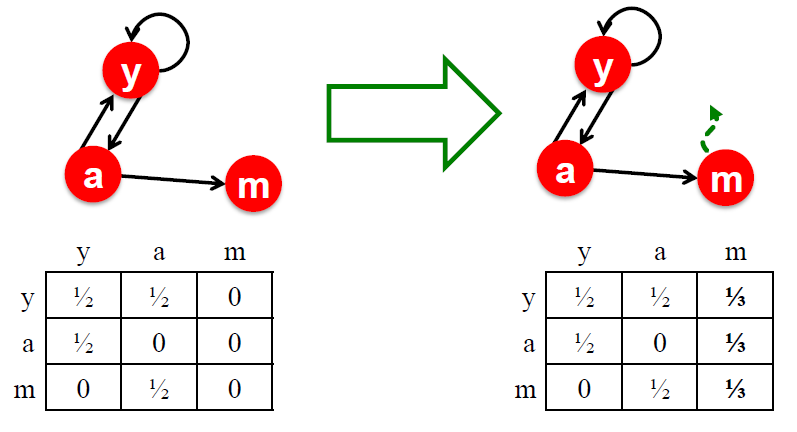 y
a
m
y
a
m
y a m
y ½ ½ 0
a ½ 0 0
m 0 ½ 0
y a m
y ½ ½ ⅓
a ½ 0 ⅓
m 0 ½ ⅓